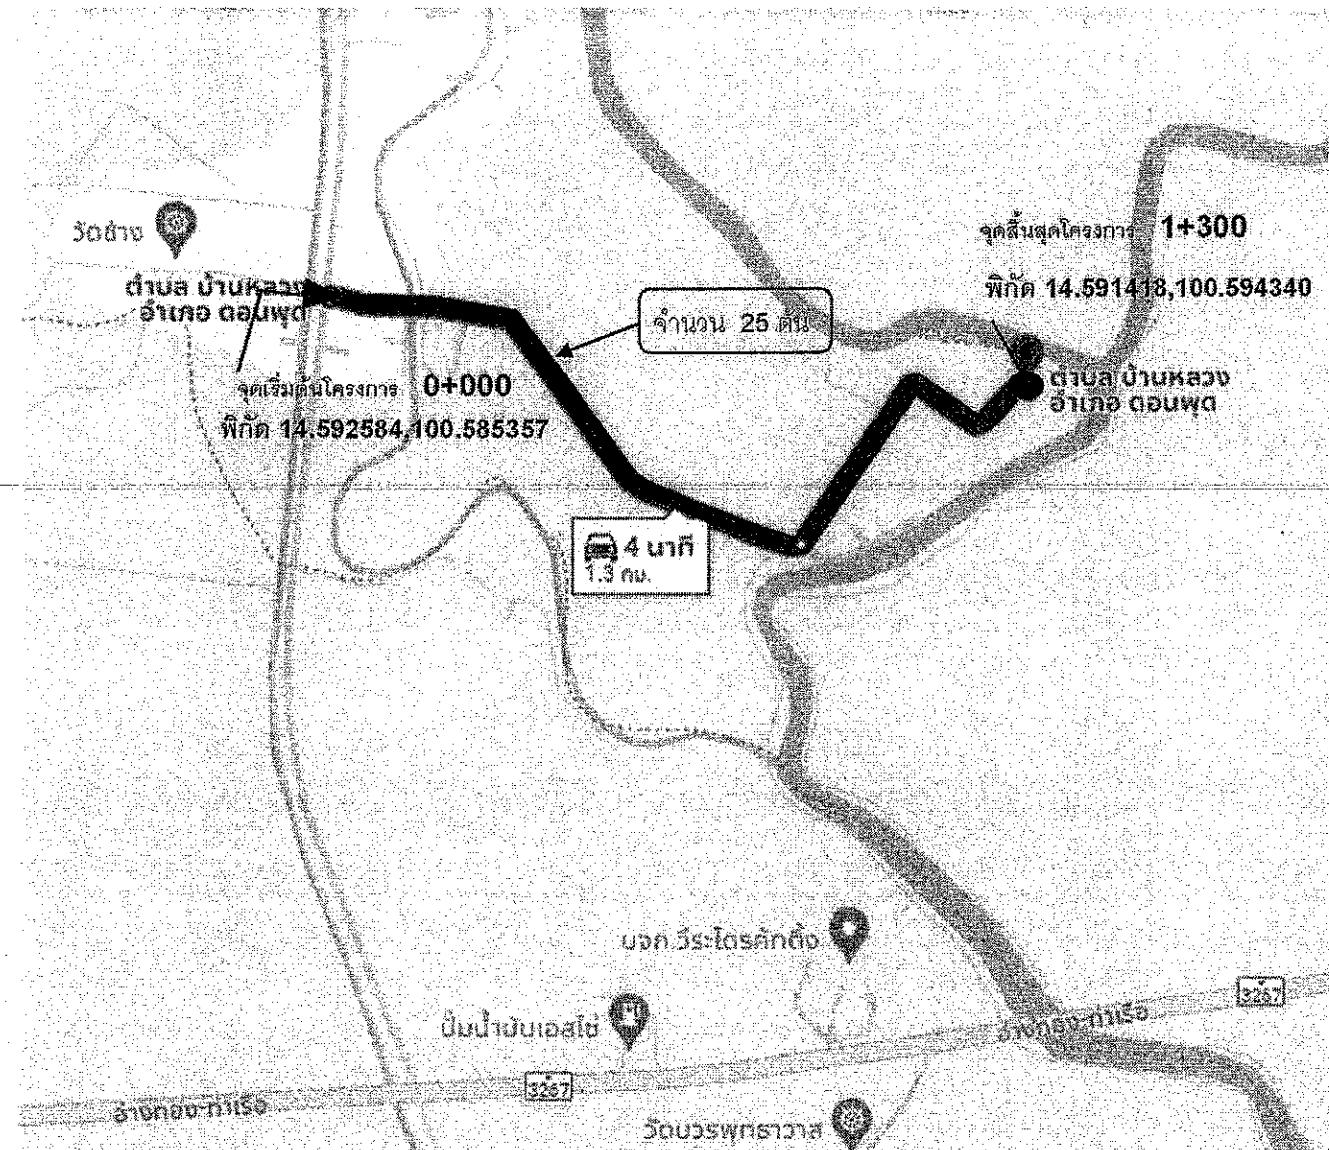 วัดช้าง
จุดสิ้นสุดโครงการ 1+300
พิกัด 14.591418,100.594340
ตำบล บ้านหลวง
อำเภอ ดอนพุด
จำนวน 25 ต้น
จุดเริ่มต้นโครงการ 0+000
พิกัด 14.592584,100.585357
ตำบล บ้านหลวง
อำเภอ ดอนพุด
4 นาที
1.3 กม.
บจก.วีระไดรคัทติ้ง
3267
ปั๊มน้ำมันเอสโซ่
อ่างทอง-ท่าเรือ
3267
อ่างทอง-ท่าเรือ
วัดบวรพุทธาวาส